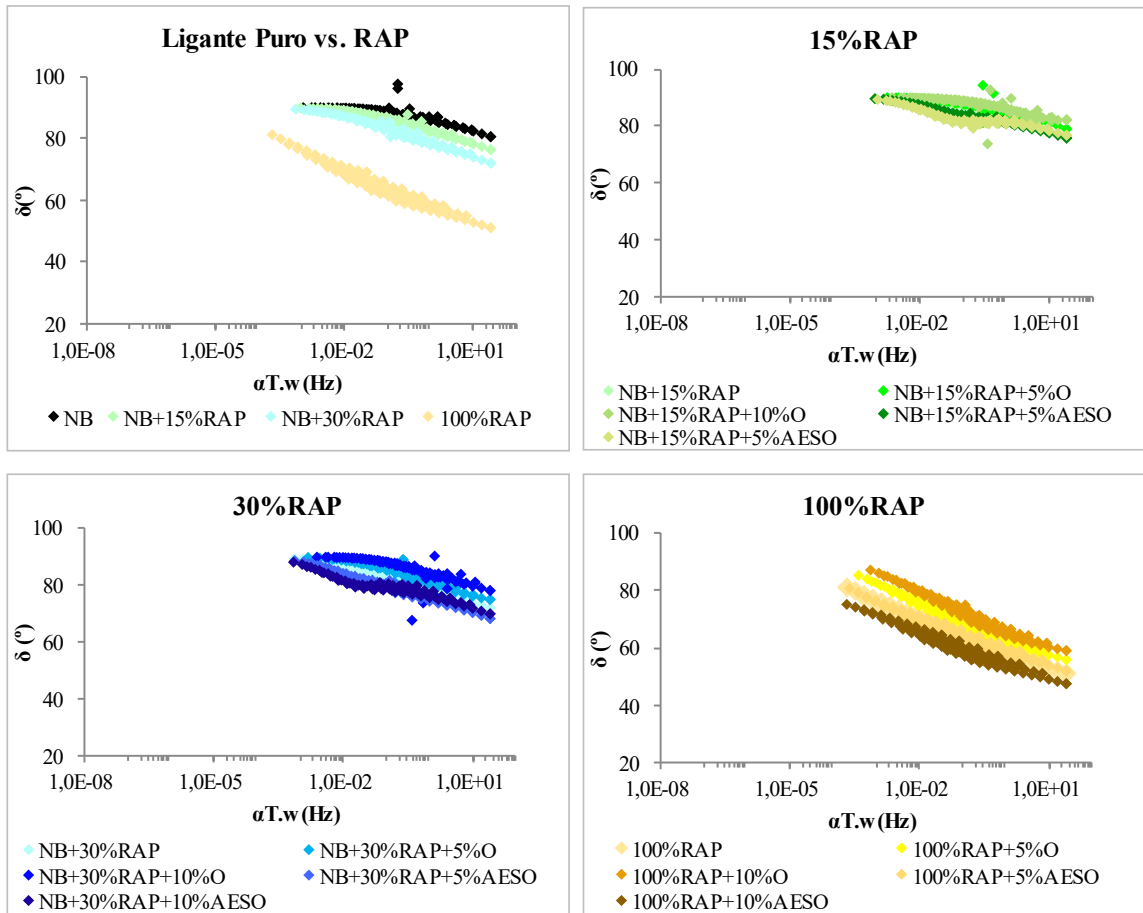 Ligante Puro vs. RAP
100
80
60
40
20
δ(º)
1,0E-08 1,0E-05 1,0E-02 1,0E+01
αT.w (Hz)
NB NB+15%RAP NB+30%RAP 100%RAP
15%RAP
100
80
60
40
20
δ(º)
1,0E-08 1,0E-05 1,0E-02 1,0E+01
αT.w (Hz)
NB+15%RAP NB+15%RAP+5%O
NB+15%RAP+10%O NB+15%RAP+5%AESO
NB+15%RAP+5%AESO
30%RAP
100
80
60
40
20
δ (º)
1,0E-08 1,0E-05 1,0E-02 1,0E+01
αT.w (Hz)
NB+30%RAP NB+30%RAP+5%O
NB+30%RAP+10%O NB+30%RAP+5%AESO
NB+30%RAP+10%AESO
100%RAP
100
80
60
40
20
δ (º)
1,0E-08 1,0E-05 1,0E-02 1,0E+01
αT.w (Hz)
100%RAP 100%RAP+5%O
100%RAP+10%O 100%RAP+5%AESO
100%RAP+10%AESO